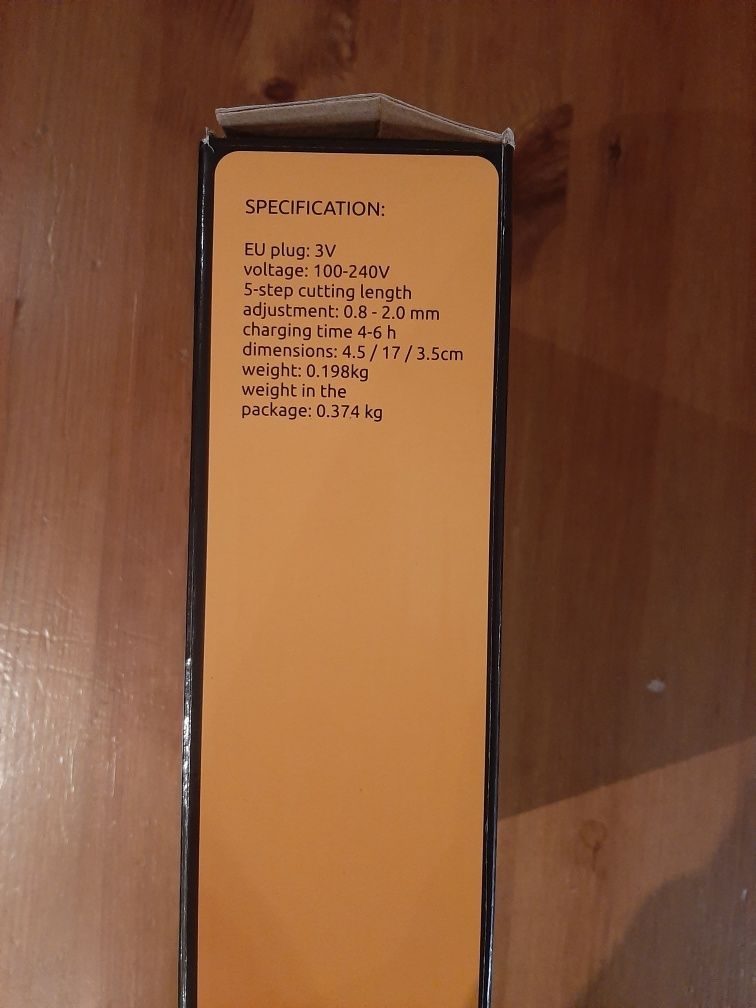 SPECIFICATION:
EU plug: 3V
voltage: 100-240V
5-step cutting length
adjustment: 0.8 - 2.0 mm
charging time 4-6 h
dimensions: 4.5 / 17 / 3.5cm
weight: 0.198kg
weight in the
package: 0.374 kg